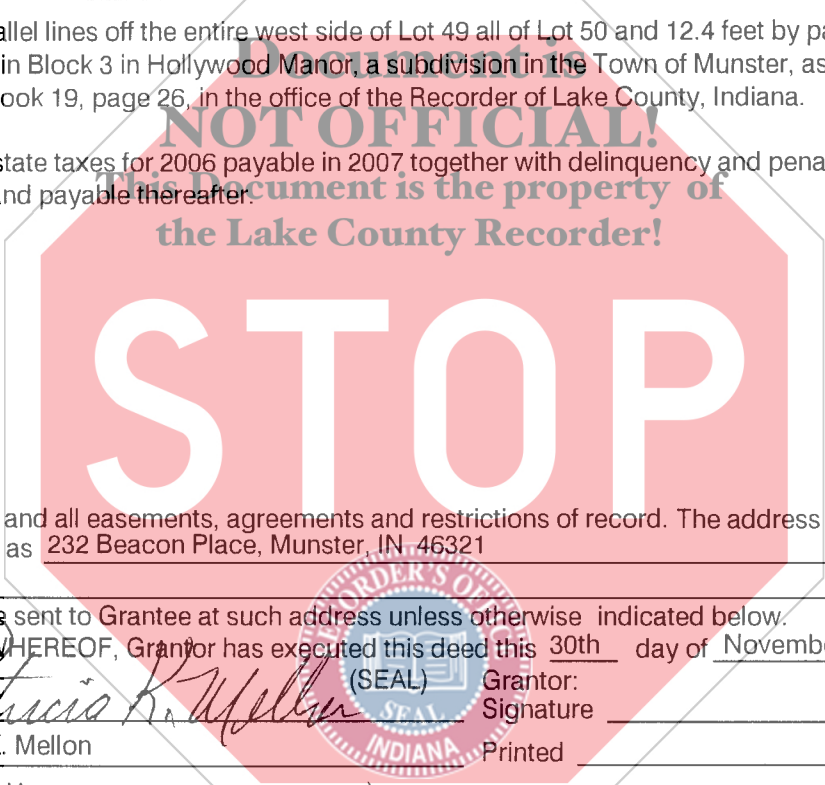 allel lines off the entire west side of Lot 49 all of Lot 50 and 12.4 feet by pa
Document is
in Block 3 in Hollywood Manor, a subdivision in the Town of Munster, as
ook 19, page 26, in the office of the Recorder of Lake County, Indiana.
NOT OFFICIAL!
state taxes for 2006 payable in 2007 together with delinquency and pena
This Document is the property of
nd payable thereafter.
the Lake County Recorder!
STOP
and all easements, agreements and restrictions of record. The address
as 232 Beacon Place, Munster, IN 46321
e sent to Grantee at such address unless otherwise indicated below.
WHEREOF, Grantor has executed this deed this 30th day of Novembe
(SEAL) Grantor:
tricia K. Mellon Signature
K. Mellon Printed
RECORDER'S OFFIC
SEAL
INDIANA